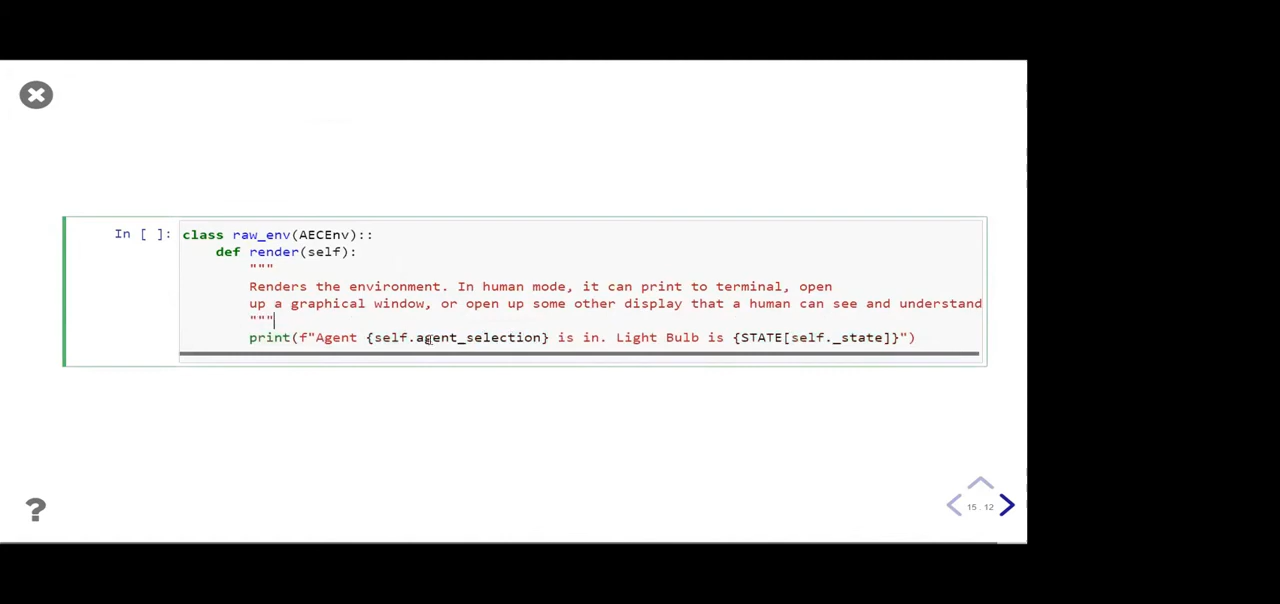 In [ ]: class raw_env(AECEnv)::
def render(self):
"""
Renders the environment. In human mode, it can print to terminal, open
up a graphical window, or open up some other display that a human can see and understand
"""
print(f"Agent {self.agent_selection} is in. Light Bulb is {STATE[self._state]}")
?
15.12